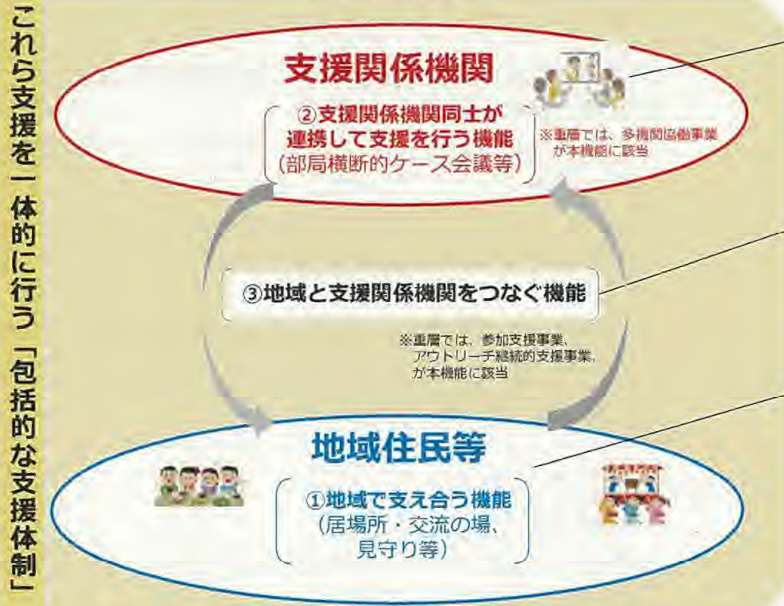 これら支援を一体的に行う「包括的な支援体制」
支援関係機関
②支援関係機関同士が
連携して支援を行う機能
（部局横断的ケース会議等）
※重層では、多機関協働事業
が本機能に該当
③地域と支援関係機関をつなぐ機能
※重層では、参加支援事業、
アウトリーチ継続的支援事業、
が本機能に該当
地域住民等
①地域で支え合う機能
（居場所・交流の場、
見守り等）